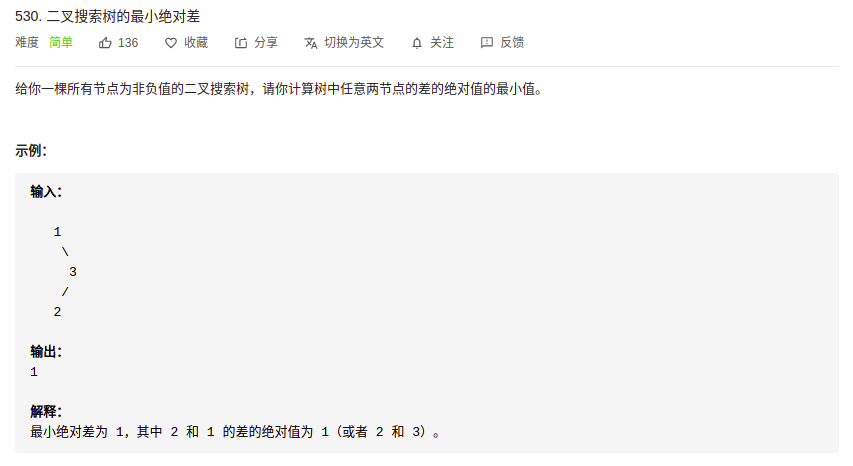 530. 二叉搜索树的最小绝对差
难度 简单 136 收藏 分享 切换为英文 关注 反馈
给你一棵所有节点为非负值的二叉搜索树，请你计算树中任意两节点的差的绝对值的最小值。
示例：
输入：
1
\
3
/
2
输出：
1
解释：
最小绝对差为 1，其中 2 和 1 的差的绝对值为 1（或者 2 和 3）。